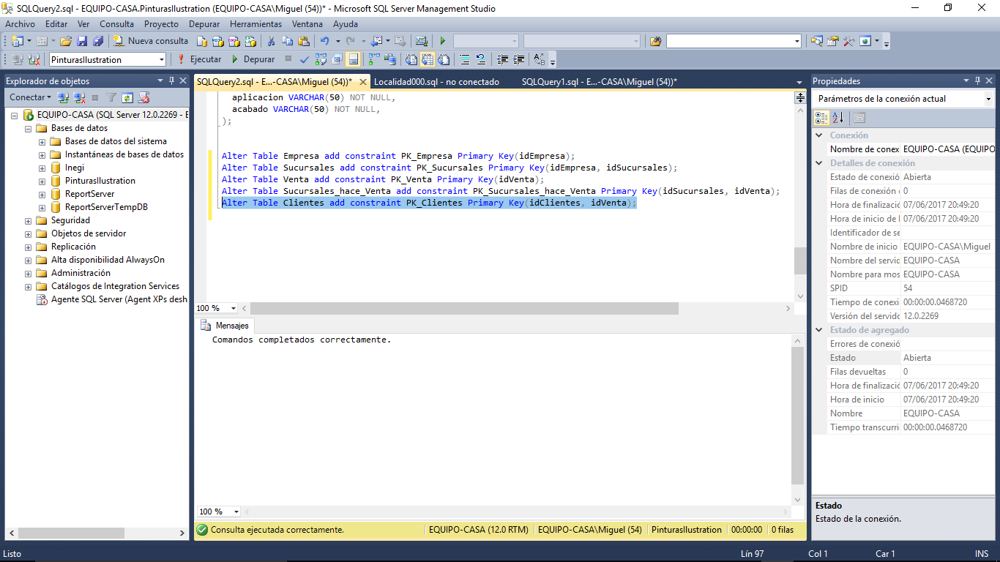 SQLQuery2.sql - EQUIPO-CASA.PinturasIlustration (EQUIPO-CASA\Miguel (54))* - Microsoft SQL Server Management Studio
Archivo Editar Ver Consulta Proyecto Depurar Herramientas Ventana Ayuda
Nueva consulta
PinturasIlustration Ejecutar Depurar
Explorador de objetos
Conectar
EQUIPO-CASA (SQL Server 12.0.2269 - E
Bases de datos
Bases de datos del sistema
Instantáneas de bases de datos
Inegi
PinturasIlustration
ReportServer
ReportServerTempDB
Seguridad
Objetos de servidor
Replicación
Alta disponibilidad AlwaysOn
Administración
Catálogos de Integration Services
Agente SQL Server (Agent XPs desh
SQLQuery2.sql - E...-CASA\Miguel (54))* Localidad000.sql - no conectado SQLQuery1.sql - E...-CASA\Miguel (54))*
aplicacion VARCHAR(50) NOT NULL,
acabado VARCHAR(50) NOT NULL,
);
Alter Table Empresa add constraint PK_Empresa Primary Key(idEmpresa);
Alter Table Sucursales add constraint PK_Sucursales Primary Key(idEmpresa, idSucursales);
Alter Table Venta add constraint PK_Venta Primary Key(idVenta);
Alter Table Sucursales_hace_Venta add constraint PK_Sucursales_hace_Venta Primary Key(idSucursales, idVenta);
Alter Table Clientes add constraint PK_Clientes Primary Key(idClientes, idVenta);
100 %
Mensajes
Comandos completados correctamente.
100 %
Consulta ejecutada correctamente. EQUIPO-CASA (12.0 RTM) EQUIPO-CASA\Miguel (54) PinturasIlustration 00:00:00 0 filas
Propiedades
Parámetros de la conexión actual
Conexión
Nombre de conex EQUIPO-CASA (EQUIPO
Detalles de conexión
Estado de conexió Abierta
Filas de conexión 0
Hora de finalizació 07/06/2017 20:49:20
Hora de inicio de l 07/06/2017 20:49:20
Identificador de se
Nombre de inicio EQUIPO-CASA\Miguel
Nombre del servid EQUIPO-CASA
Nombre para mos EQUIPO-CASA
SPID 54
Tiempo de conexi 00:00:00.0468720
Versión del servido 12.0.2269
Estado de agregado
Errores de conexió
Estado Abierta
Filas devueltas 0
Hora de finalizació 07/06/2017 20:49:20
Hora de inicio 07/06/2017 20:49:20
Nombre EQUIPO-CASA
Tiempo transcurri 00:00:00.0468720
Estado
Estado de la conexión.
Listo Lín 97 Col 1 Car 1 INS